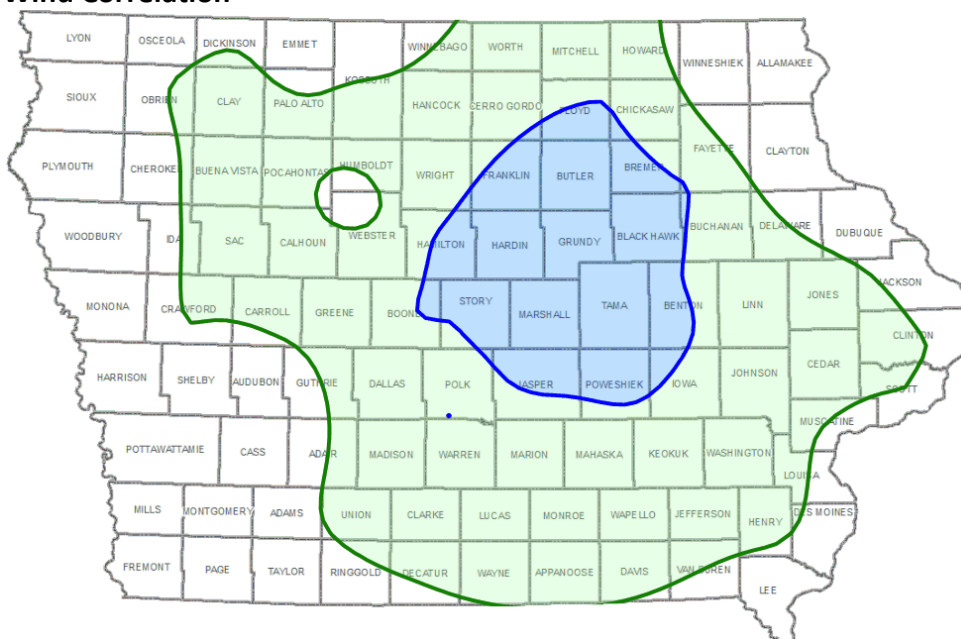 Wind Correlation
LYON OSCEOLA DICKINSON EMMET WINNEBAGO WORTH MITCHELL HOWARD WINNESHIEK ALLAMAKEE
KOSSUTH
SIOUX OBRIEN CLAY PALO ALTO HANCOCK CERRO GORDO FLOYD CHICKASAW
PLYMOUTH CHEROKEE BUENA VISTA POCAHONTAS HUMBOLDT WRIGHT FRANKLIN BUTLER BREMER FAYETTE CLAYTON
WOODBURY IDA SAC CALHOUN WEBSTER HAMILTON HARDIN GRUNDY BLACK HAWK BUCHANAN DELAWARE DUBUQUE
MONONA CRAWFORD CARROLL GREENE BOONE STORY MARSHALL TAMA BENTON LINN JONES JACKSON
CLINTON
HARRISON SHELBY AUDUBON GUTHRIE DALLAS POLK JASPER POWESHIEK IOWA JOHNSON CEDAR SCOTT
MUSCATINE
POTTAWATTAMIE CASS ADAIR MADISON WARREN MARION MAHASKA KEOKUK WASHINGTON
LOUISA
MILLS MONTGOMERY ADAMS UNION CLARKE LUCAS MONROE WAPELLO JEFFERSON HENRY DES MOINES
FREMONT PAGE TAYLOR RINGGOLD DECATUR WAYNE APPANOOSE DAVIS VAN BUREN LEE